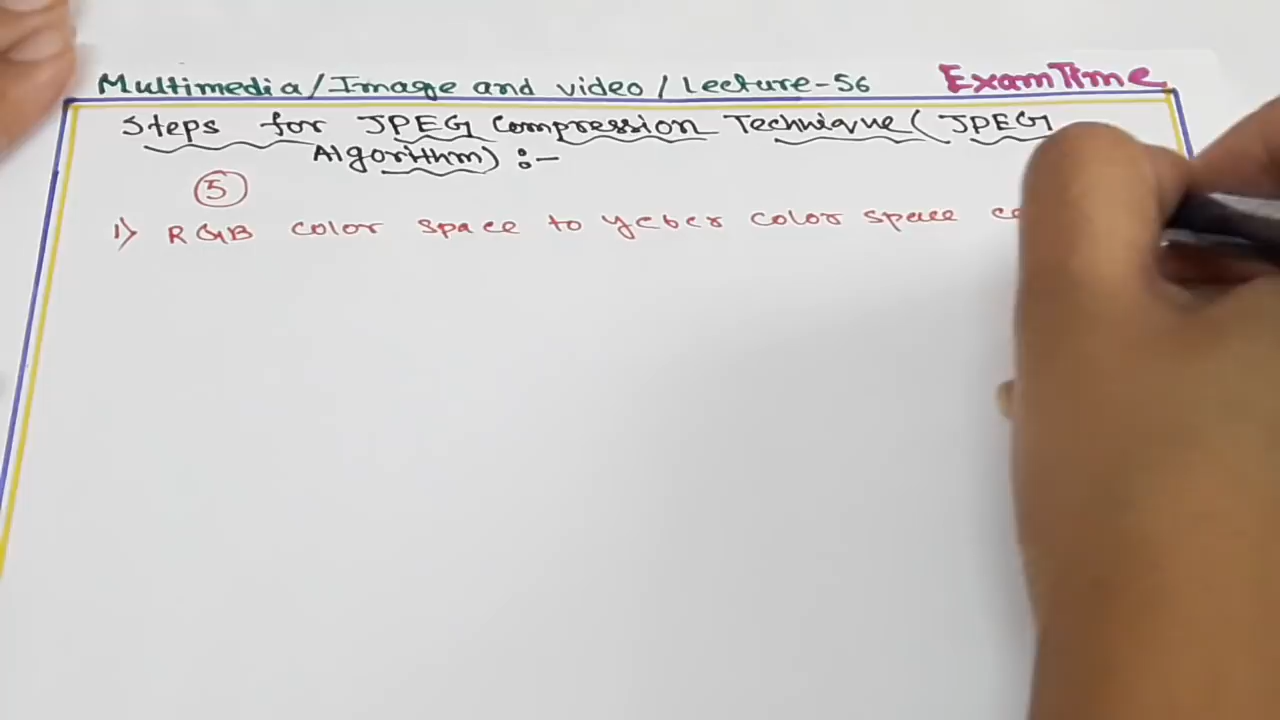 Multimedia/Image and video/Lecture-56 ExamTime
Steps for JPEG Compression Technique (JPEG
Algorithm) :-
5
1) RGB color space to ycbcr color space